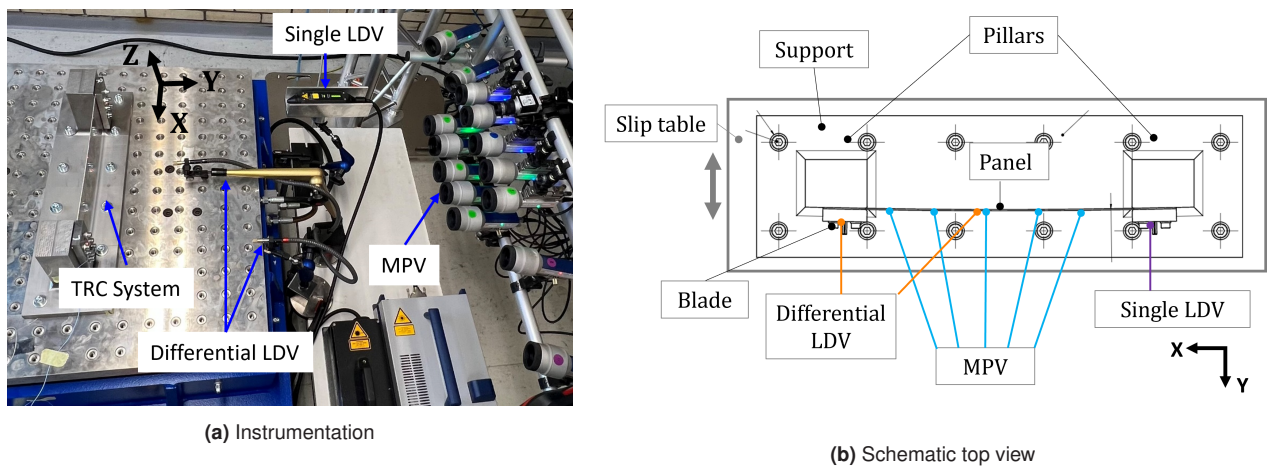 Single LDV
Z
Y
X
MPV
TRC System
Differential LDV
(a) Instrumentation
Support
Pillars
Slip table
Panel
Blade
Differential
LDV
Single LDV
MPV
X
Y
(b) Schematic top view